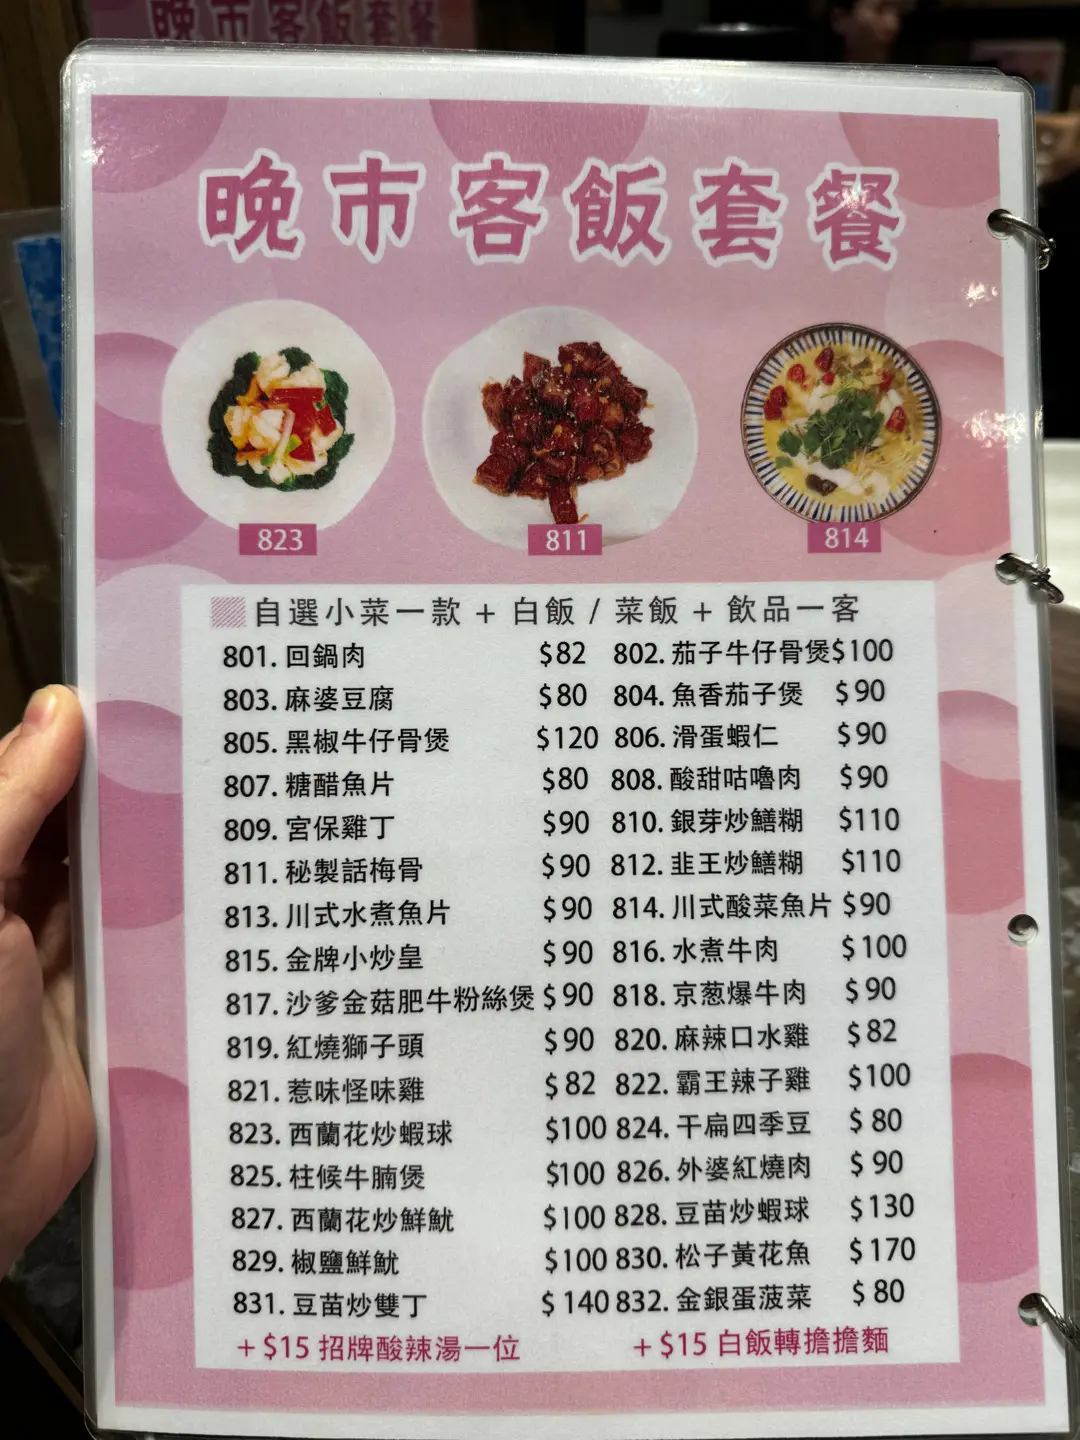 晚市客飯套餐
晚市客飯套餐
823
811
814
自選小菜一款 + 白飯 / 菜飯 + 飲品一客
801. 回鍋肉 $82 802. 茄子牛仔骨煲 $100
803. 麻婆豆腐 $80 804. 魚香茄子煲 $90
805. 黑椒牛仔骨煲 $120 806. 滑蛋蝦仁 $90
807. 糖醋魚片 $80 808. 酸甜咕嚕肉 $90
809. 宮保雞丁 $90 810. 銀芽炒鱔糊 $110
811. 秘製話梅骨 $90 812. 韭王炒鱔糊 $110
813. 川式水煮魚片 $90 814. 川式酸菜魚片 $90
815. 金牌小炒皇 $90 816. 水煮牛肉 $100
817. 沙爹金菇肥牛粉絲煲 $90 818. 京葱爆牛肉 $90
819. 紅燒獅子頭 $90 820. 麻辣口水雞 $82
821. 惹味怪味雞 $82 822. 霸王辣子雞 $100
823. 西蘭花炒蝦球 $100 824. 干扁四季豆 $80
825. 柱候牛腩煲 $100 826. 外婆紅燒肉 $90
827. 西蘭花炒鮮魷 $100 828. 豆苗炒蝦球 $130
829. 椒鹽鮮魷 $100 830. 松子黃花魚 $170
831. 豆苗炒雙丁 $140 832. 金銀蛋菠菜 $80
+ $15 招牌酸辣湯一位 + $15 白飯轉擔擔麵